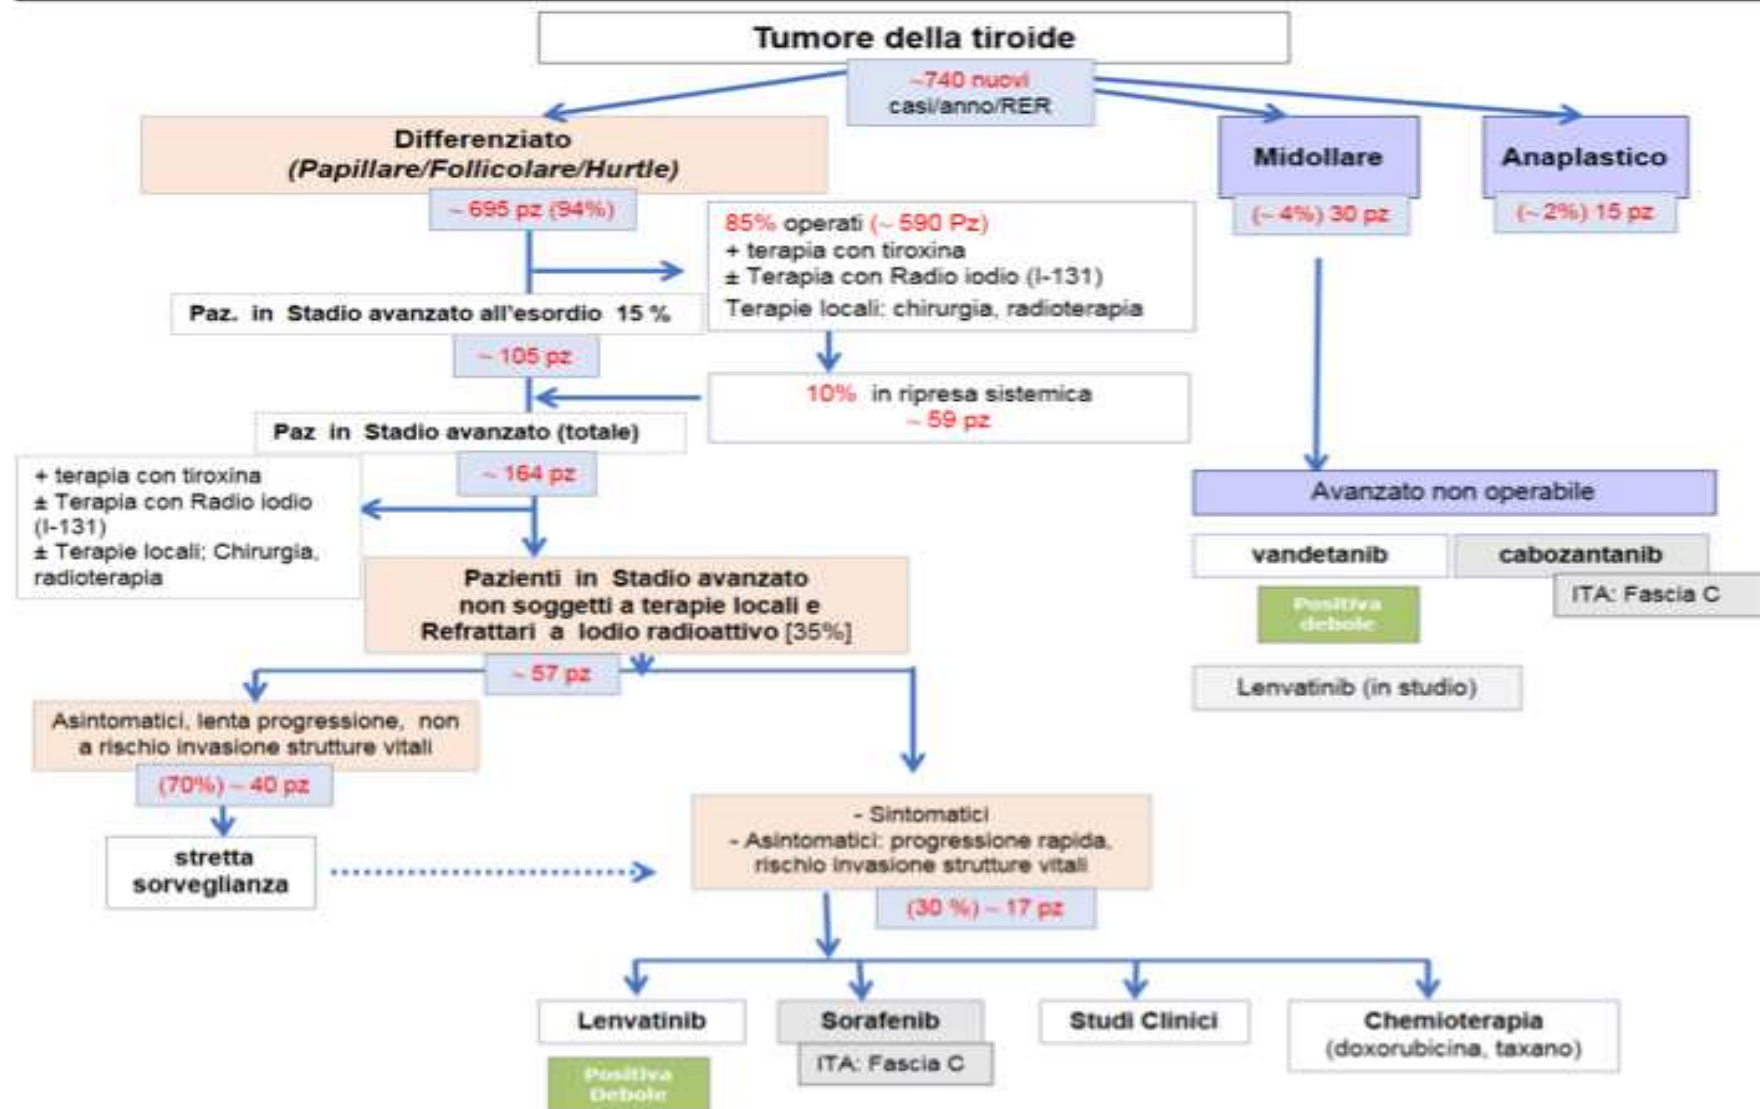 Tumore della tiroide
~740 nuovi
casi/anno/RER
Differenziato
(Papillare/Follicolare/Hurtle)
~ 695 pz (94%)
Midollare
(~ 4%) 30 pz
Anaplastico
(~ 2%) 15 pz
85% operati (~ 590 Pz)
+ terapia con tiroxina
± Terapia con Radio iodio (I-131)
Terapie locali: chirurgia, radioterapia
Paz. in Stadio avanzato all'esordio 15 %
~ 105 pz
10% in ripresa sistemica
~ 59 pz
Paz in Stadio avanzato (totale)
~ 164 pz
+ terapia con tiroxina
± Terapia con Radio iodio
(I-131)
± Terapie locali; Chirurgia,
radioterapia
Avanzato non operabile
vandetanib
Positiva
debole
cabozantanib
ITA: Fascia C
Lenvatinib (in studio)
Pazienti in Stadio avanzato
non soggetti a terapie locali e
Refrattari a Iodio radioattivo [35%]
~ 57 pz
Asintomatici, lenta progressione, non
a rischio invasione strutture vitali
(70%) ~ 40 pz
stretta
sorveglianza
- Sintomatici
- Asintomatici: progressione rapida,
rischio invasione strutture vitali
(30 %) ~ 17 pz
Lenvatinib
Positiva
Debole
Sorafenib
ITA: Fascia C
Studi Clinici
Chemioterapia
(doxorubicina, taxano)